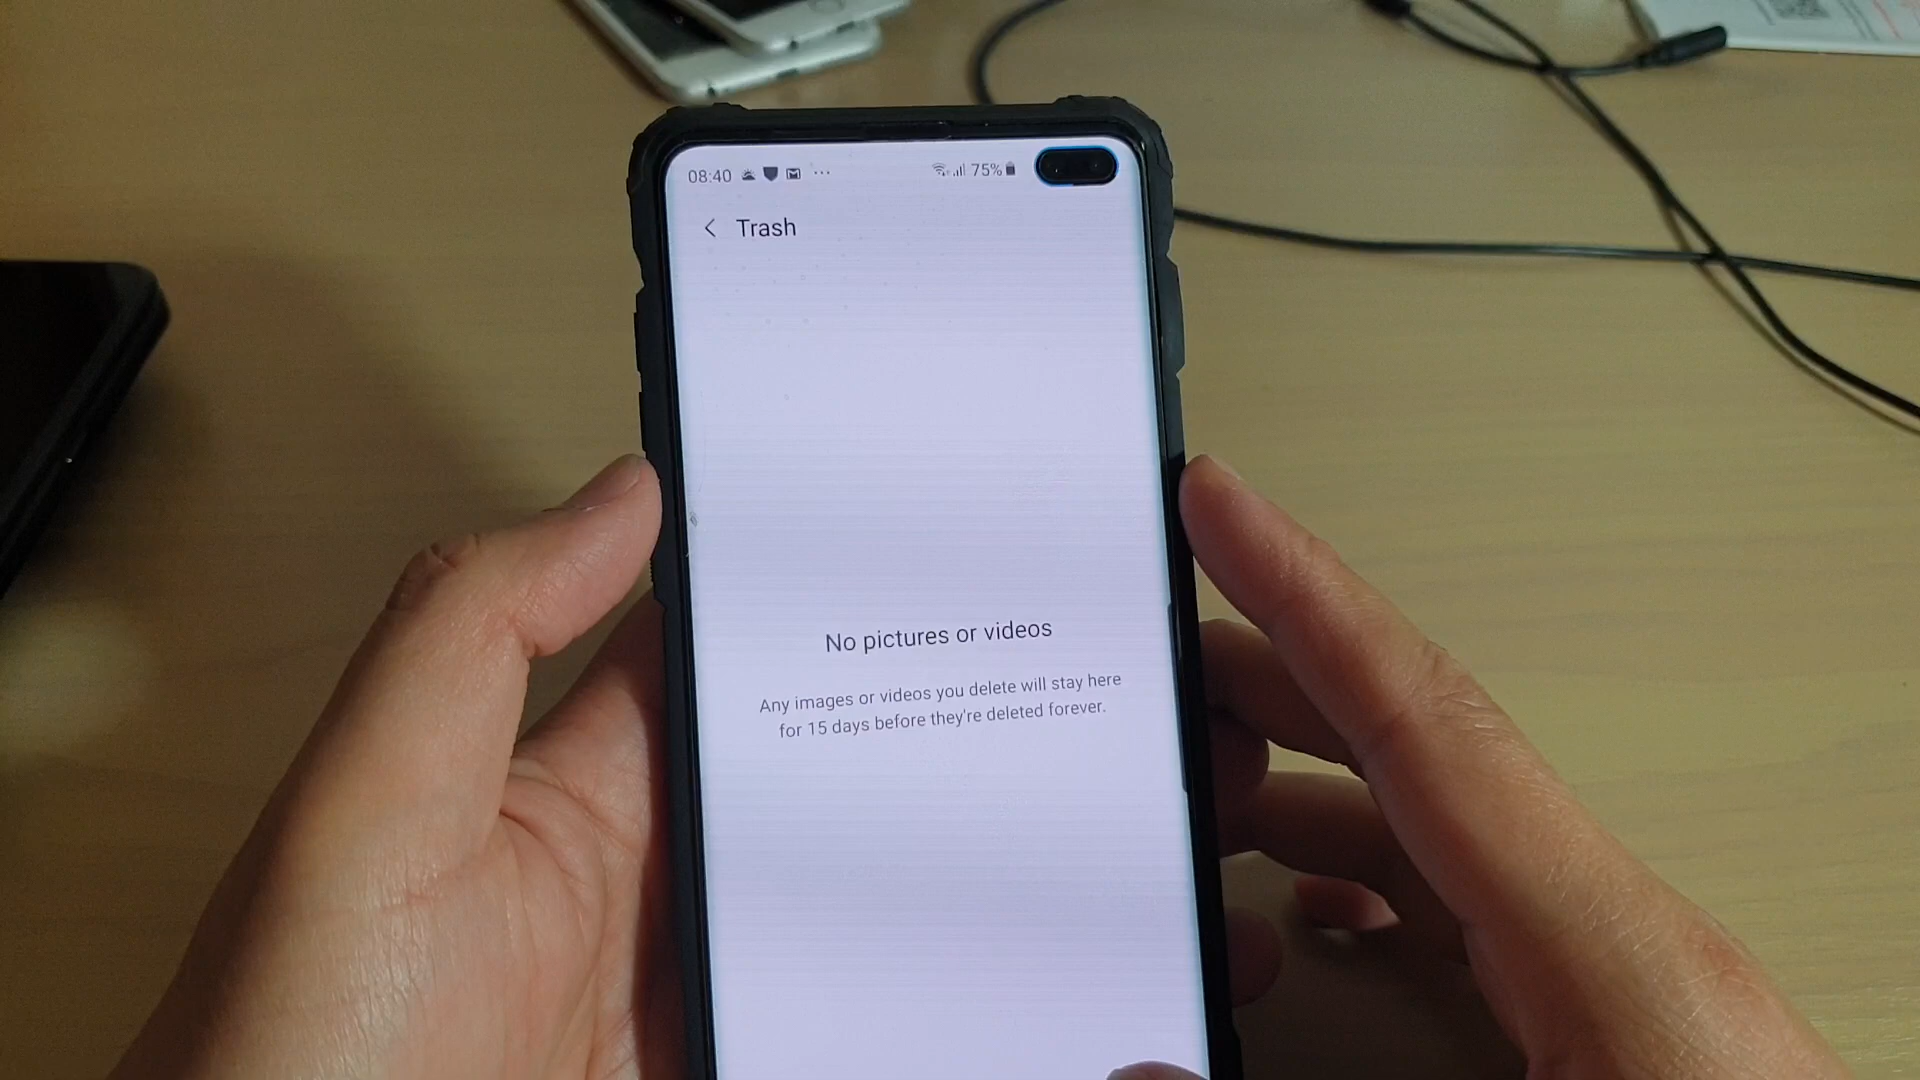 08:40 ... 75%
Trash
No pictures or videos
Any images or videos you delete will stay here
for 15 days before they're deleted forever.